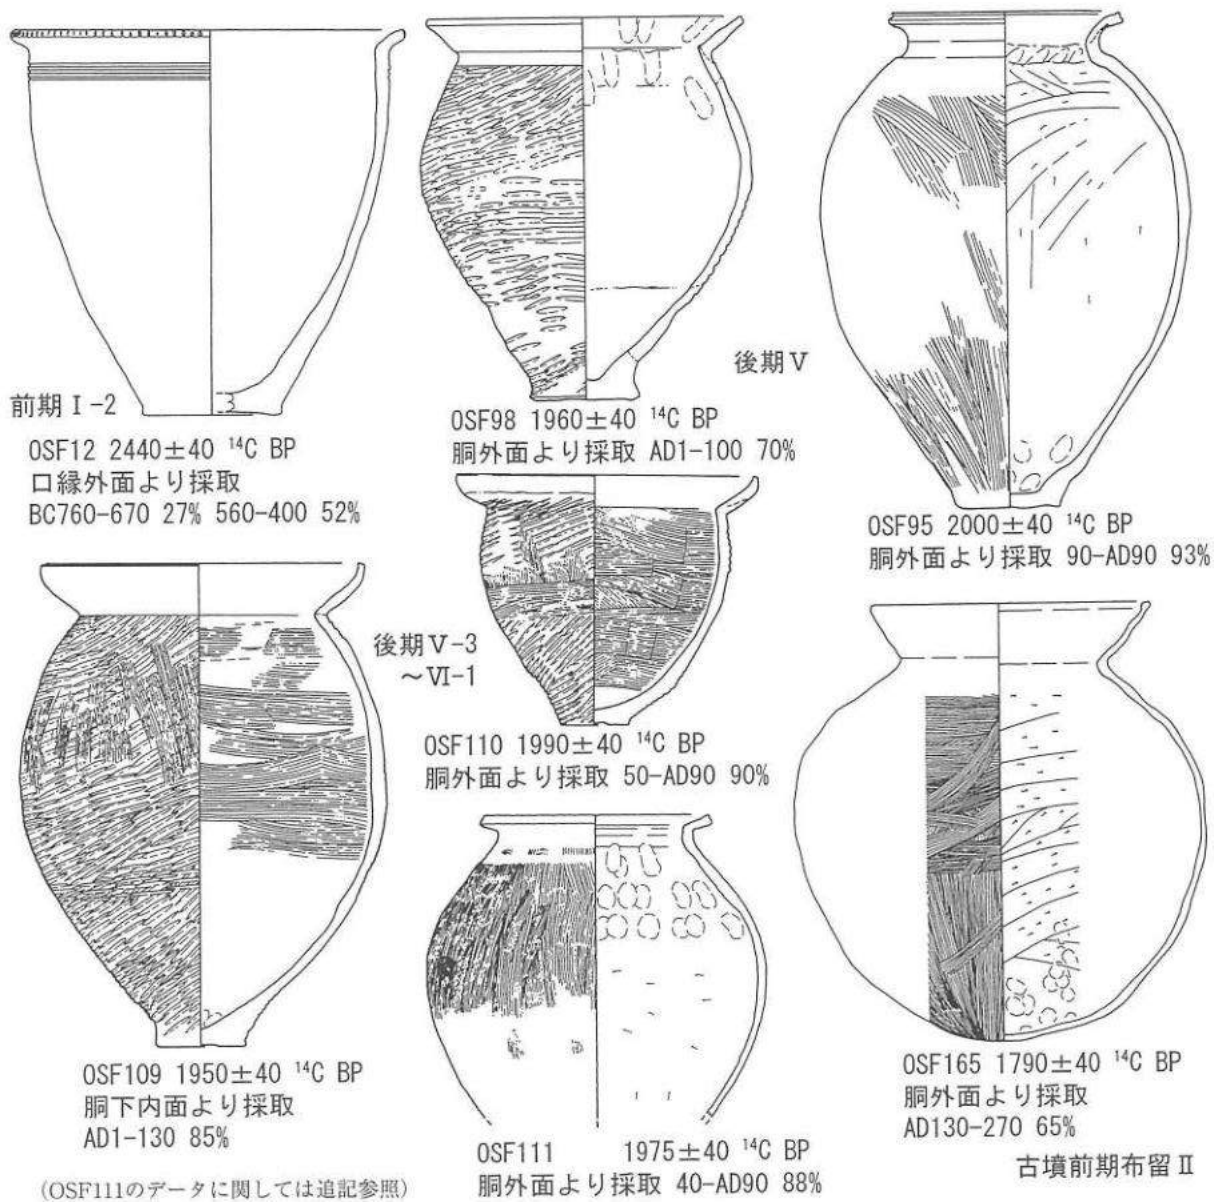 前期Ⅰ-2
OSF12 2440±40 ¹⁴C BP
口縁外面より採取
BC760-670 27% 560-400 52%
OSF98 1960±40 ¹⁴C BP
胴外面より採取 AD1-100 70%
後期Ⅴ
OSF95 2000±40 ¹⁴C BP
胴外面より採取 90-AD90 93%
後期Ⅴ-3
～Ⅵ-1
OSF110 1990±40 ¹⁴C BP
胴外面より採取 50-AD90 90%
OSF109 1950±40 ¹⁴C BP
胴下内面より採取
AD1-130 85%
(OSF111のデータに関しては追記参照)
OSF111 1975±40 ¹⁴C BP
胴外面より採取 40-AD90 88%
OSF165 1790±40 ¹⁴C BP
胴外面より採取
AD130-270 65%
古墳前期布留Ⅱ